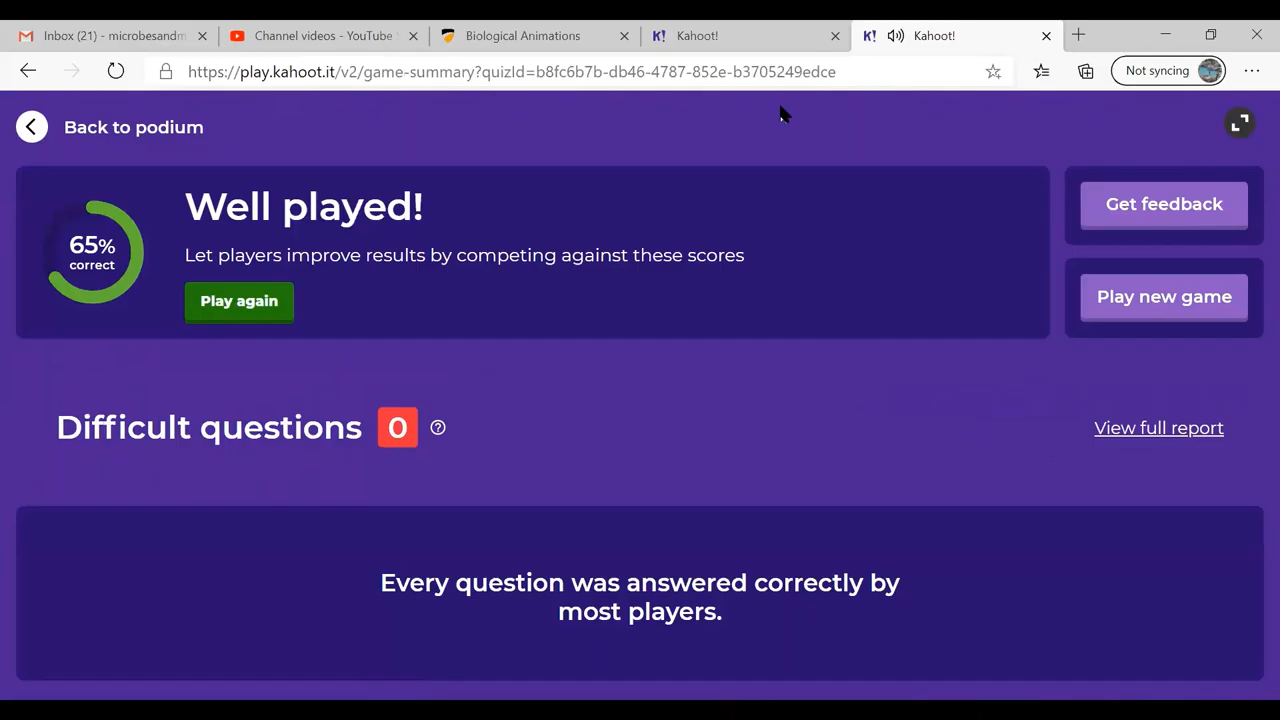 Inbox (21) - microbesandm
Channel videos - YouTube
Biological Animations
K! Kahoot!
K! Kahoot!
https://play.kahoot.it/v2/game-summary?quizId=b8fc6b7b-db46-4787-852e-b3705249edce
Not syncing
Back to podium
65%
correct
Well played!
Let players improve results by competing against these scores
Play again
Get feedback
Play new game
Difficult questions 0
View full report
Every question was answered correctly by
most players.